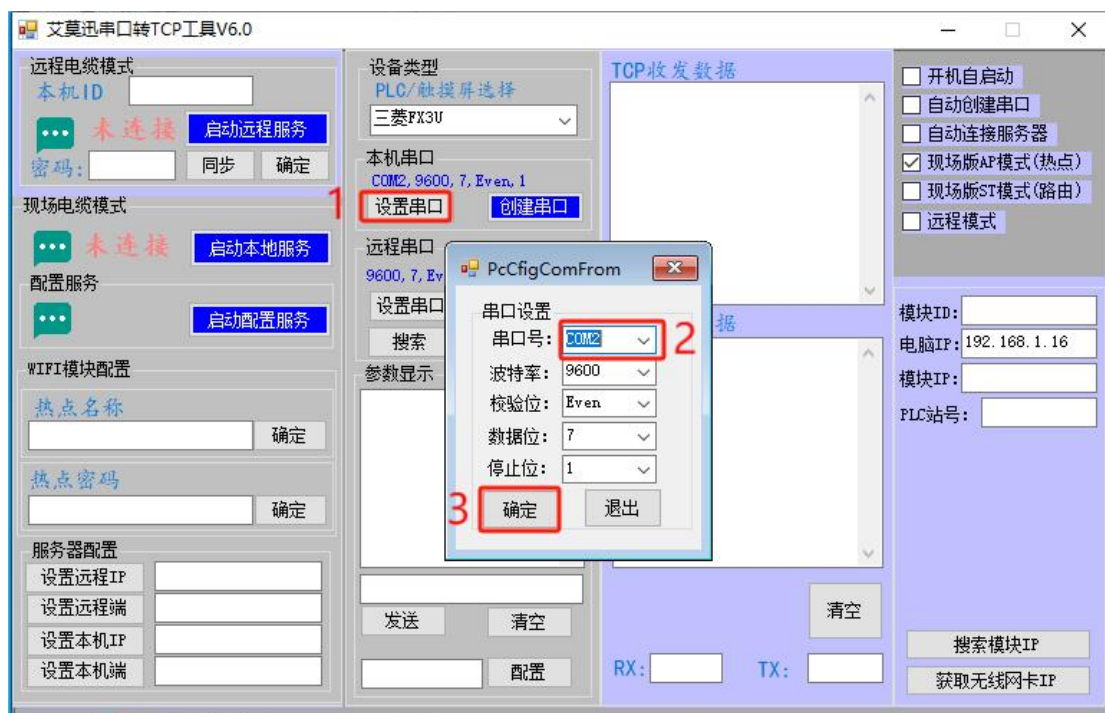 艾莫迅串口转TCP工具V6.0
远程电缆模式
本机ID
未连接
启动远程服务
密码:
同步
确定
现场电缆模式
未连接
启动本地服务
配置服务
启动配置服务
WIFI模块配置
热点名称
确定
热点密码
确定
服务器配置
设置远程IP
设置远程端
设置本机IP
设置本机端
设备类型
PLC/触摸屏选择
三菱FX3U
本机串口
COM2, 9600, 7, Even, 1
1
设置串口
创建串口
远程串口
9600, 7, Ev
设置串口
搜索
参数显示
发送
清空
配置
PcCfigComFrom
串口设置
串口号:
COM2
2
波特率:
9600
校验位:
Even
数据位:
7
停止位:
1
3
确定
退出
TCP收发数据
据
清空
RX:
TX:
开机自启动
自动创建串口
自动连接服务器
现场版AP模式(热点)
现场版ST模式(路由)
远程模式
模块ID:
电脑IP:
192.168.1.16
模块IP:
PLC站号:
搜索模块IP
获取无线网卡IP